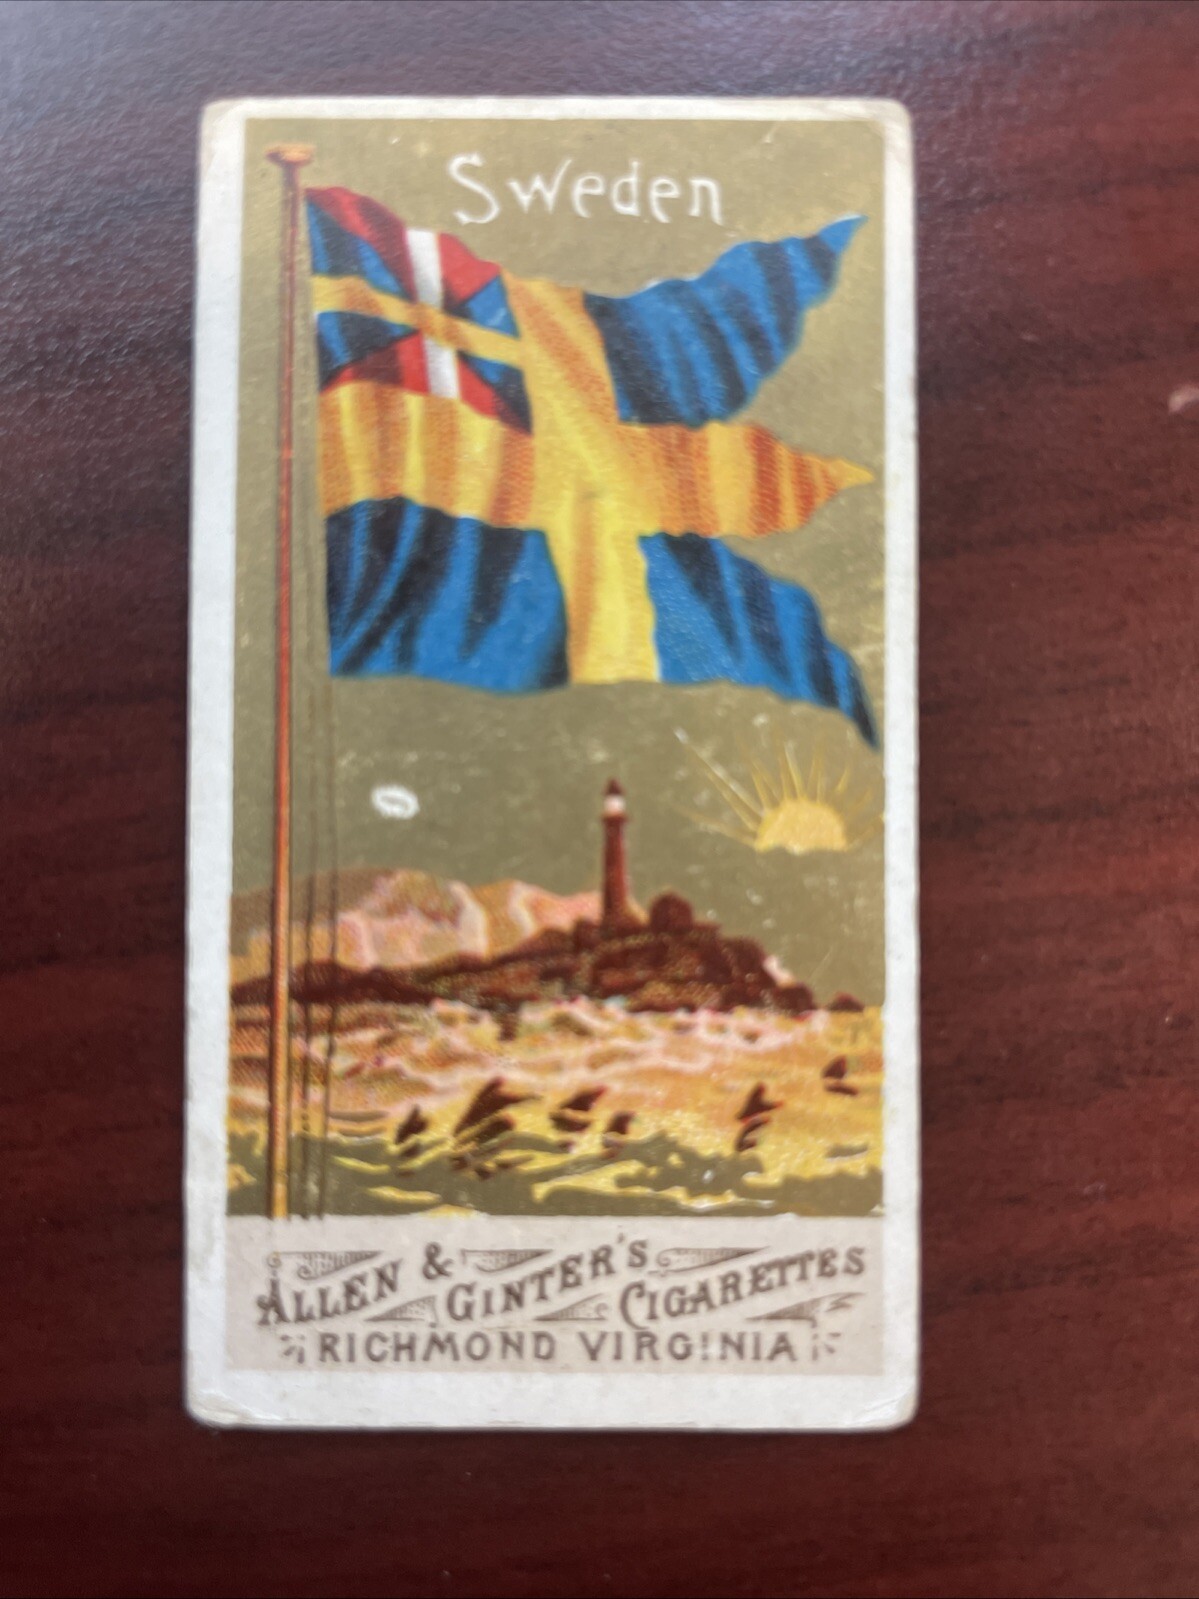 Sweden
ALLEN & GINTER'S CIGARETTES
RICHMOND VIRGINIA